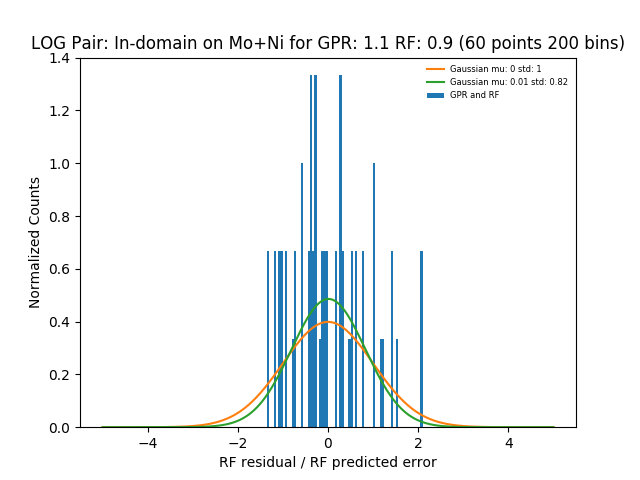 LOG Pair: In-domain on Mo+Ni for GPR: 1.1 RF: 0.9 (60 points 200 bins)
Gaussian mu: 0 std: 1
Gaussian mu: 0.01 std: 0.82
GPR and RF
Normalized Counts
1.4
1.2
1.0
0.8
0.6
0.4
0.2
0.0
−4 −2 0 2 4
RF residual / RF predicted error